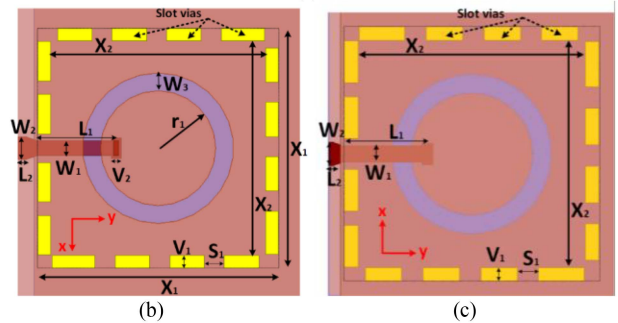 Slot vias
X₂
W₃
L₁
r₁
W₂
W₁
L₂
V₂
X₁
X₂
y
x
V₁
S₁
X₁
(b)
Slot vias
X₂
L₁
W₂
W₁
L₂
X₂
x
y
V₁
S₁
(c)